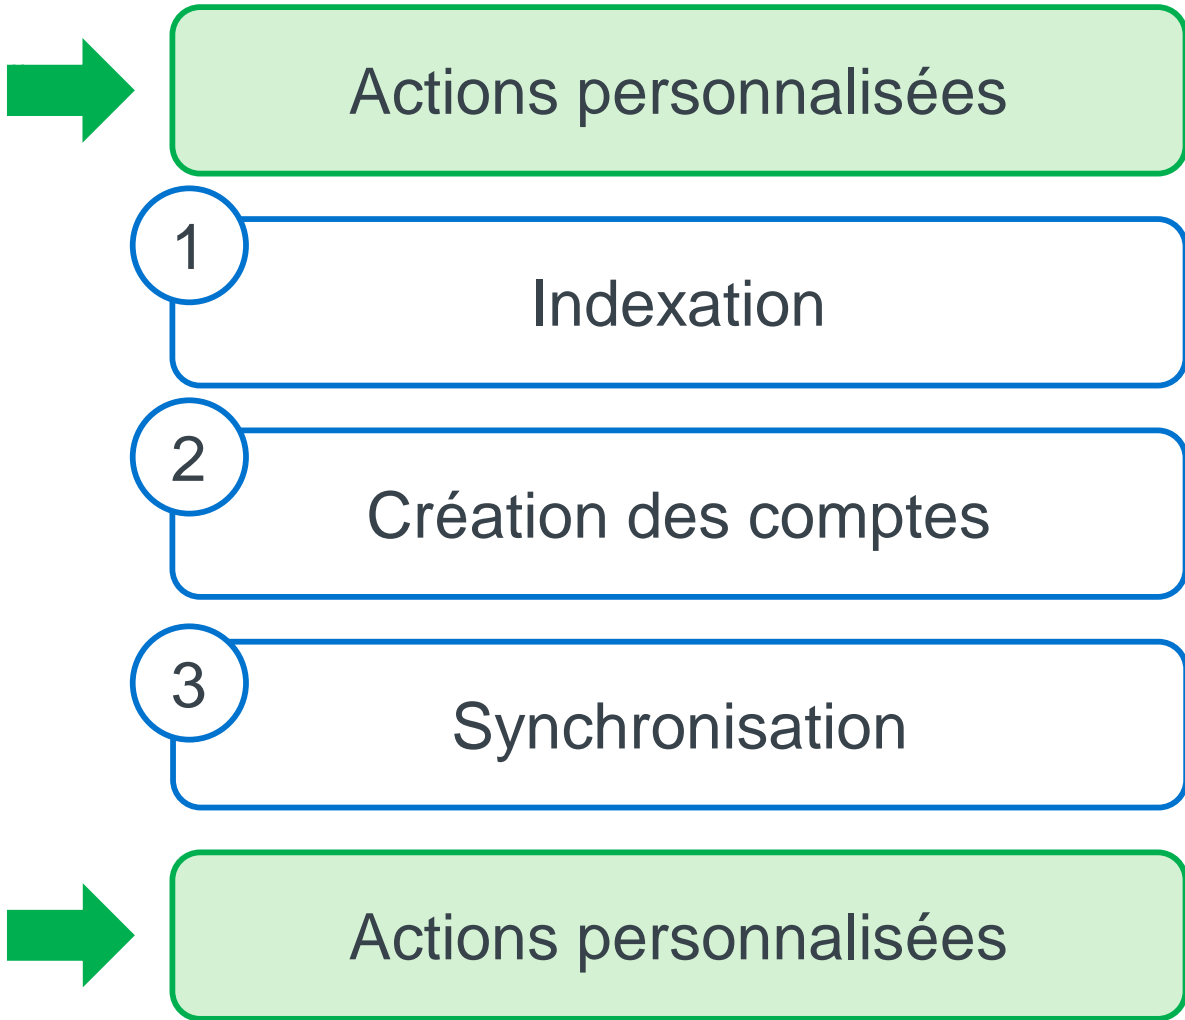 Actions personnalisées
1
Indexation
2
Création des comptes
3
Synchronisation
Actions personnalisées